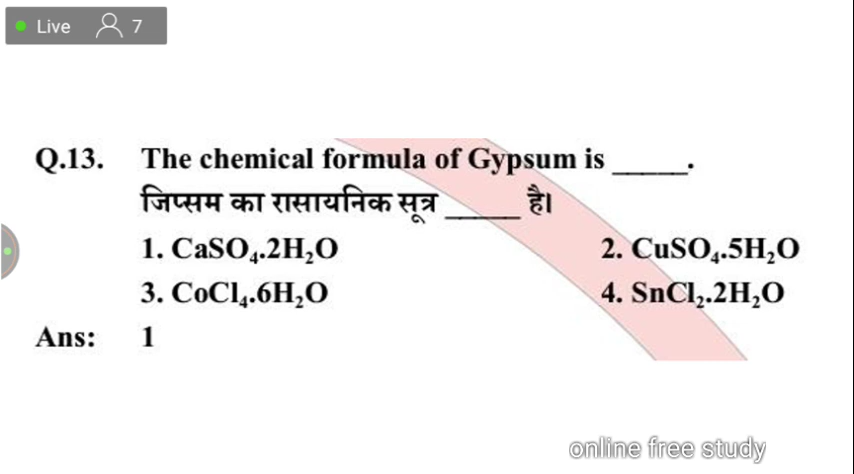 Live 7
Q.13. The chemical formula of Gypsum is _____.
जिप्सम का रासायनिक सूत्र _____ है।
1. CaSO₄.2H₂O 2. CuSO₄.5H₂O
3. CoCl₄.6H₂O 4. SnCl₂.2H₂O
Ans: 1
online free study